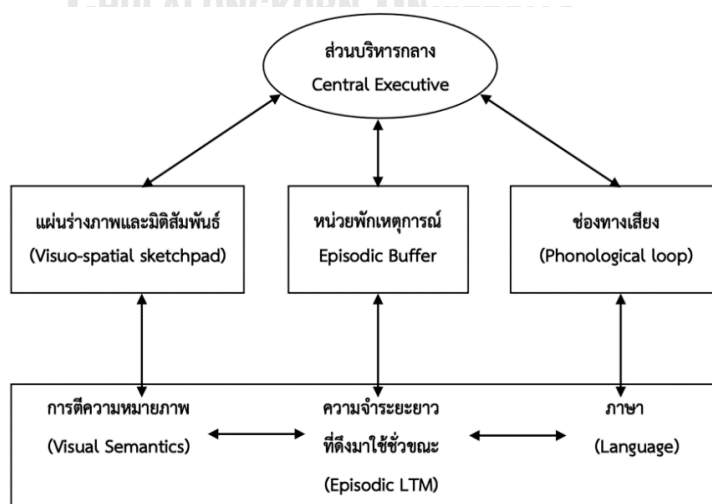 ส่วนบริหารกลาง
Central Executive
แผ่นร่างภาพและมิติสัมพันธ์
(Visuo-spatial sketchpad)
หน่วยพักเหตุการณ์
Episodic Buffer
ช่องทางเสียง
(Phonological loop)
การตีความหมายภาพ
(Visual Semantics)
ความจำระยะยาว
ที่ดึงมาใช้ชั่วขณะ
(Episodic LTM)
ภาษา
(Language)